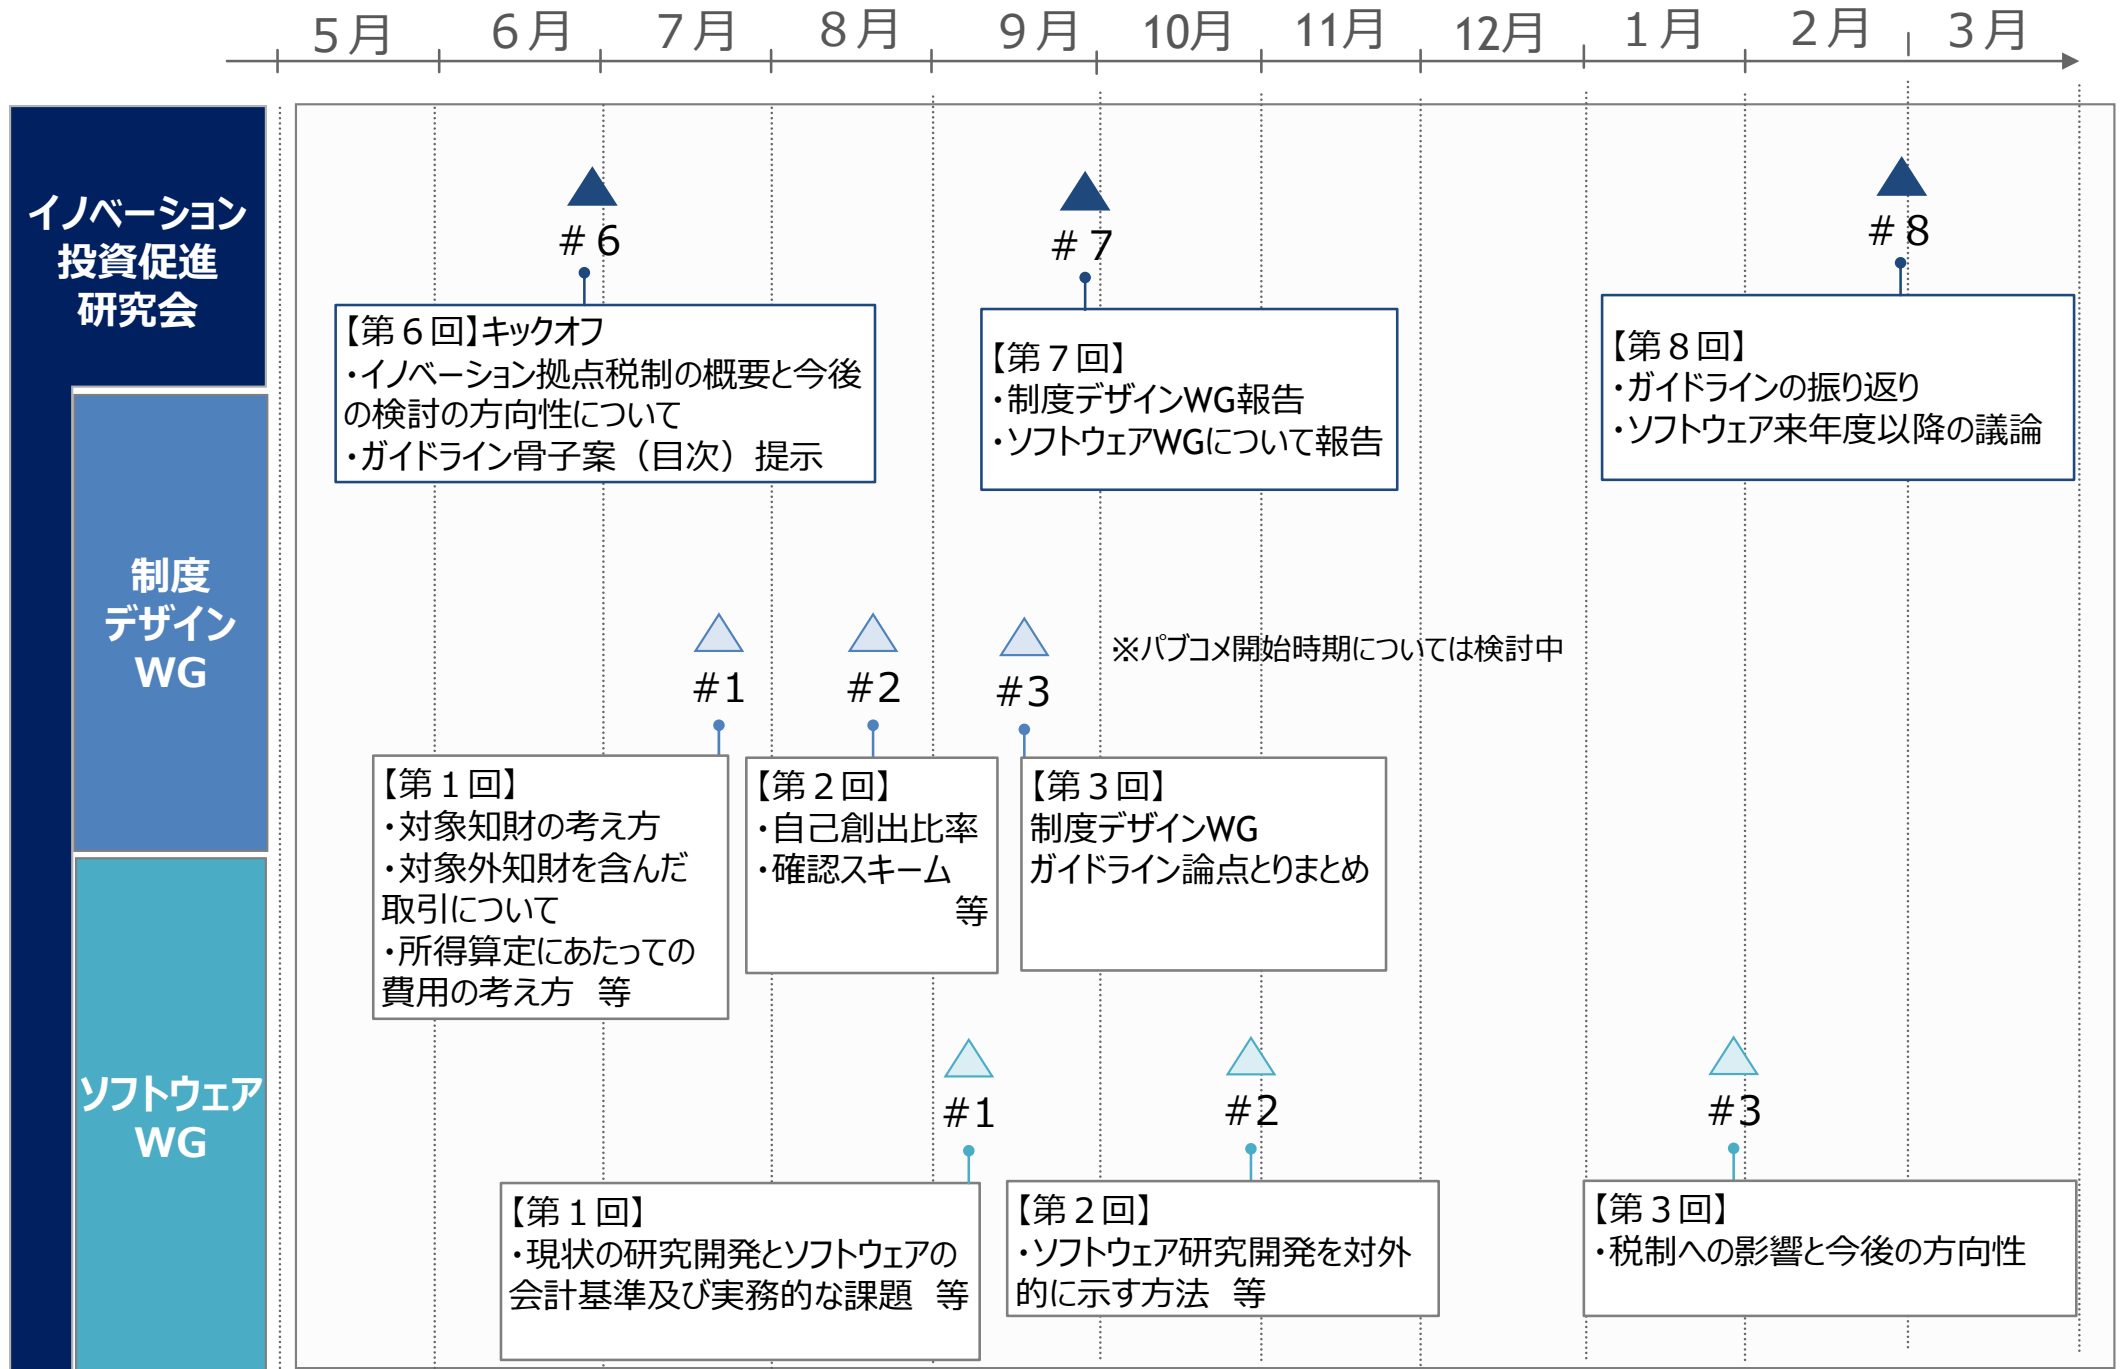 ５月 ６月 ７月 ８月 ９月 10月 11月 12月 １月 ２月 ３月
イノベーション
投資促進
研究会
＃６
【第６回】キックオフ
・イノベーション拠点税制の概要と今後
の検討の方向性について
・ガイドライン骨子案（目次）提示
＃７
【第７回】
・制度デザインWG報告
・ソフトウェアWGについて報告
＃８
【第８回】
・ガイドラインの振り返り
・ソフトウェア来年度以降の議論
制度
デザイン
WG
#1
【第１回】
・対象知財の考え方
・対象外知財を含んだ
取引について
・所得算定にあたっての
費用の考え方　等
#2
【第２回】
・自己創出比率
・確認スキーム
等
#3
【第３回】
制度デザインWG
ガイドライン論点とりまとめ
※パブコメ開始時期については検討中
ソフトウェア
WG
#1
【第１回】
・現状の研究開発とソフトウェアの
会計基準及び実務的な課題　等
#2
【第２回】
・ソフトウェア研究開発を対外
的に示す方法　等
#3
【第３回】
・税制への影響と今後の方向性